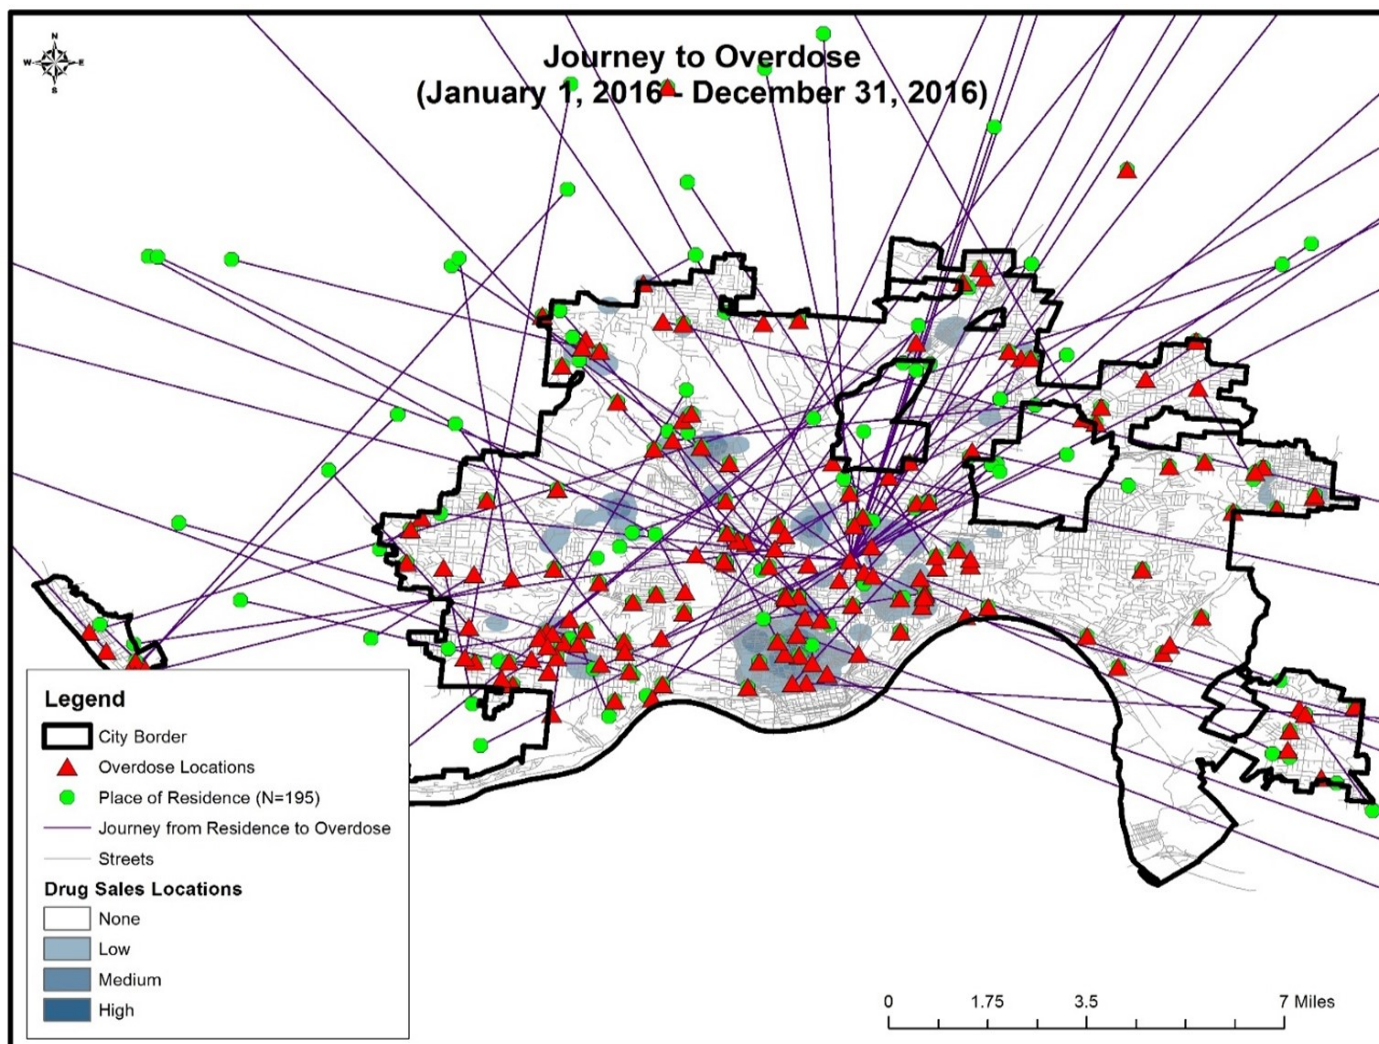 N
W E
S
Journey to Overdose
(January 1, 2016 - December 31, 2016)
Legend
City Border
Overdose Locations
Place of Residence (N=195)
Journey from Residence to Overdose
Streets
Drug Sales Locations
None
Low
Medium
High
0 1.75 3.5 7 Miles